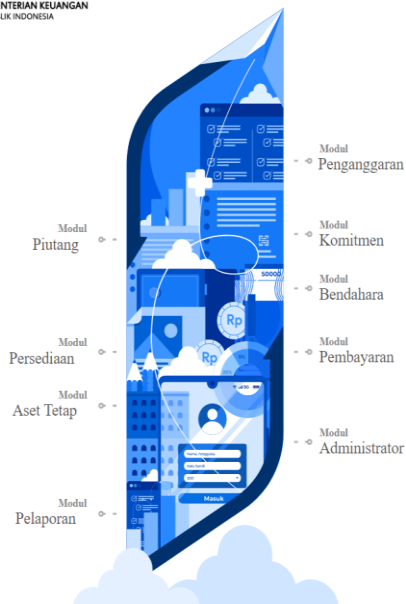 NTERIAN KEUANGAN
LIK INDONESIA
Modul
Penganggaran
Modul
Piutang
Modul
Komitmen
50000
Modul
Bendahara
Rp
Modul
Persediaan
Rp
Modul
Pembayaran
Modul
Aset Tetap
Modul
Administrator
Masuk
Modul
Pelaporan